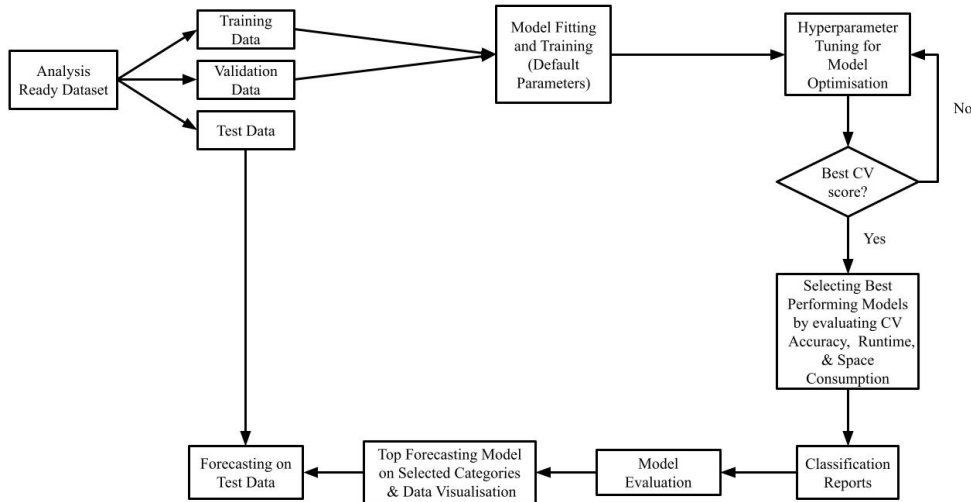 Analysis
Ready Dataset
Training
Data
Validation
Data
Test Data
Model Fitting
and Training
(Default
Parameters)
Hyperparameter
Tuning for
Model
Optimisation
No
Best CV
score?
Yes
Selecting Best
Performing Models
by evaluating CV
Accuracy, Runtime,
& Space
Consumption
Classification
Reports
Model
Evaluation
Top Forecasting Model
on Selected Categories
& Data Visualisation
Forecasting on
Test Data